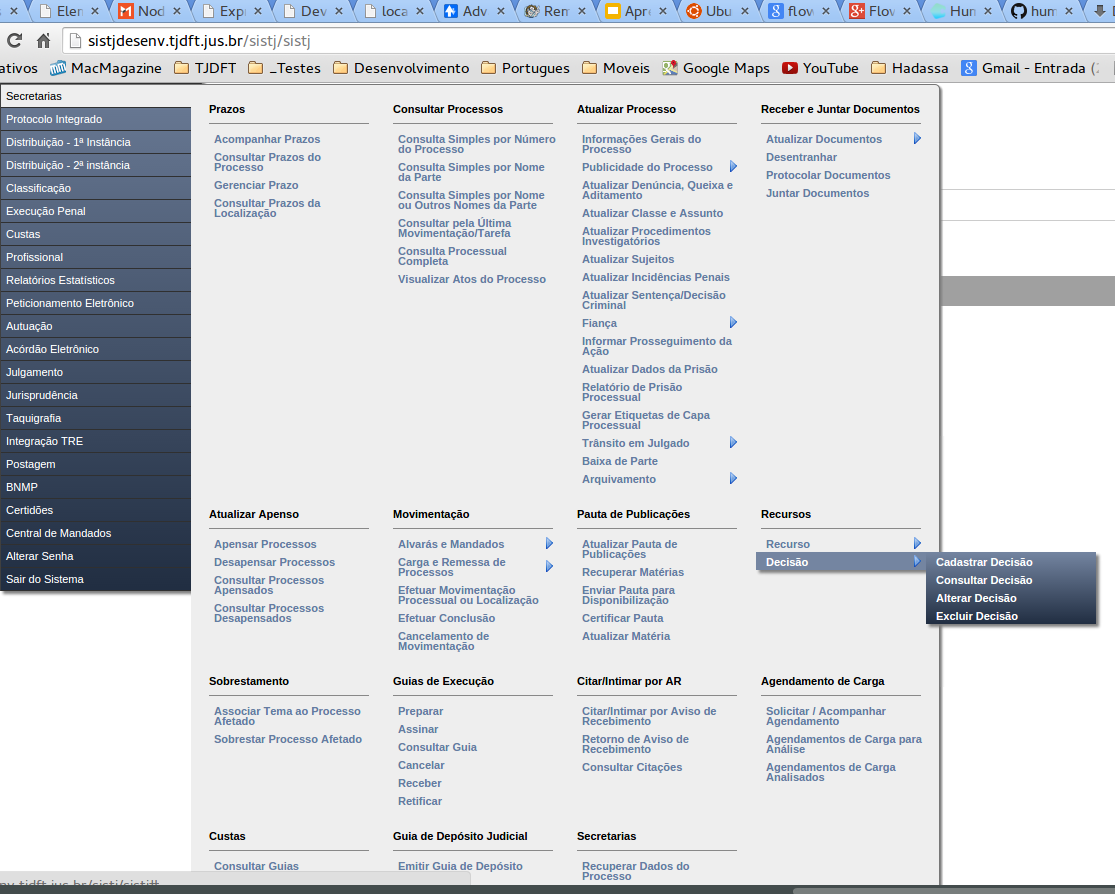 Elen
Nod
Expr
Dev
loca
Adv
Rem
Apre
Ubu
flow
Flow
Hun
hum
sistjdesenv.tjdft.jus.br/sistj/sistj
ativos
MacMagazine
TJDFT
_Testes
Desenvolvimento
Portugues
Moveis
Google Maps
YouTube
Hadassa
Gmail - Entrada (
Secretarias
Protocolo Integrado
Distribuição - 1ª Instância
Distribuição - 2ª instância
Classificação
Execução Penal
Custas
Profissional
Relatórios Estatísticos
Peticionamento Eletrônico
Autuação
Acórdão Eletrônico
Julgamento
Jurisprudência
Taquigrafia
Integração TRE
Postagem
BNMP
Certidões
Central de Mandados
Alterar Senha
Sair do Sistema
Prazos
Acompanhar Prazos
Consultar Prazos do
Processo
Gerenciar Prazo
Consultar Prazos da
Localização
Consultar Processos
Consulta Simples por Número
do Processo
Consulta Simples por Nome
da Parte
Consulta Simples por Nome
ou Outros Nomes da Parte
Consultar pela Última
Movimentação/Tarefa
Consulta Processual
Completa
Visualizar Atos do Processo
Atualizar Processo
Informações Gerais do
Processo
Publicidade do Processo
Atualizar Denúncia, Queixa e
Aditamento
Atualizar Classe e Assunto
Atualizar Procedimentos
Investigatórios
Atualizar Sujeitos
Atualizar Incidências Penais
Atualizar Sentença/Decisão
Criminal
Fiança
Informar Prosseguimento da
Ação
Atualizar Dados da Prisão
Relatório de Prisão
Processual
Gerar Etiquetas de Capa
Processual
Trânsito em Julgado
Baixa de Parte
Arquivamento
Receber e Juntar Documentos
Atualizar Documentos
Desentranhar
Protocolar Documentos
Juntar Documentos
Atualizar Apenso
Apensar Processos
Desapensar Processos
Consultar Processos
Apensados
Consultar Processos
Desapensados
Movimentação
Alvarás e Mandados
Carga e Remessa de
Processos
Efetuar Movimentação
Processual ou Localização
Efetuar Conclusão
Cancelamento de
Movimentação
Pauta de Publicações
Atualizar Pauta de
Publicações
Recuperar Matérias
Enviar Pauta para
Disponibilização
Certificar Pauta
Atualizar Matéria
Recursos
Recurso
Decisão
Cadastrar Decisão
Consultar Decisão
Alterar Decisão
Excluir Decisão
Sobrestamento
Associar Tema ao Processo
Afetado
Sobrestar Processo Afetado
Guias de Execução
Preparar
Assinar
Consultar Guia
Cancelar
Receber
Retificar
Citar/Intimar por AR
Citar/Intimar por Aviso de
Recebimento
Retorno de Aviso de
Recebimento
Consultar Citações
Agendamento de Carga
Solicitar / Acompanhar
Agendamento
Agendamentos de Carga para
Análise
Agendamentos de Carga
Analisados
Custas
Consultar Guias
Guia de Depósito Judicial
Emitir Guia de Depósito
Secretarias
Recuperar Dados do
Processo